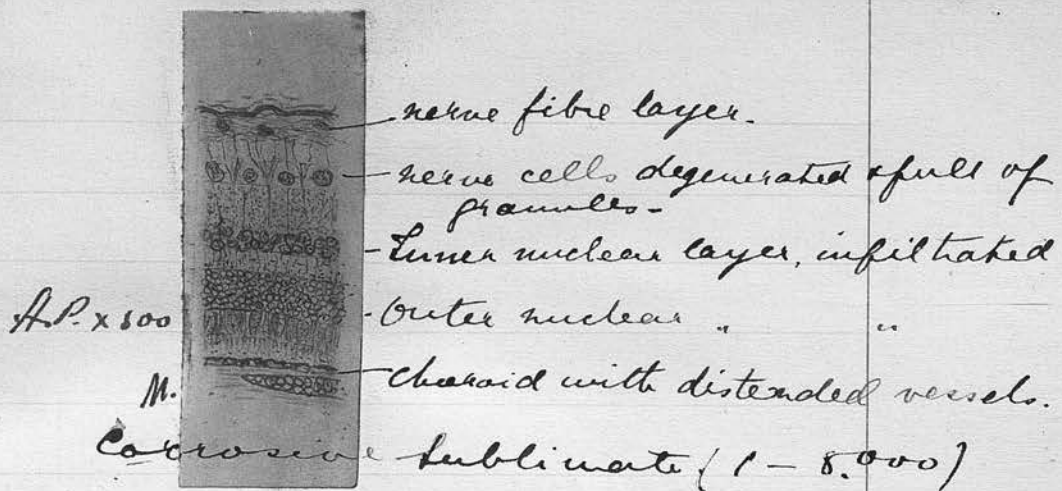 nerve fibre layer.
nerve cells degenerated & full of
granules -
Inner nuclear layer, infiltrated
A.P. x 300
Outer nuclear " "
M.
Choroid with distended vessels.
Corrosive Sublimate (1 - 8.000)